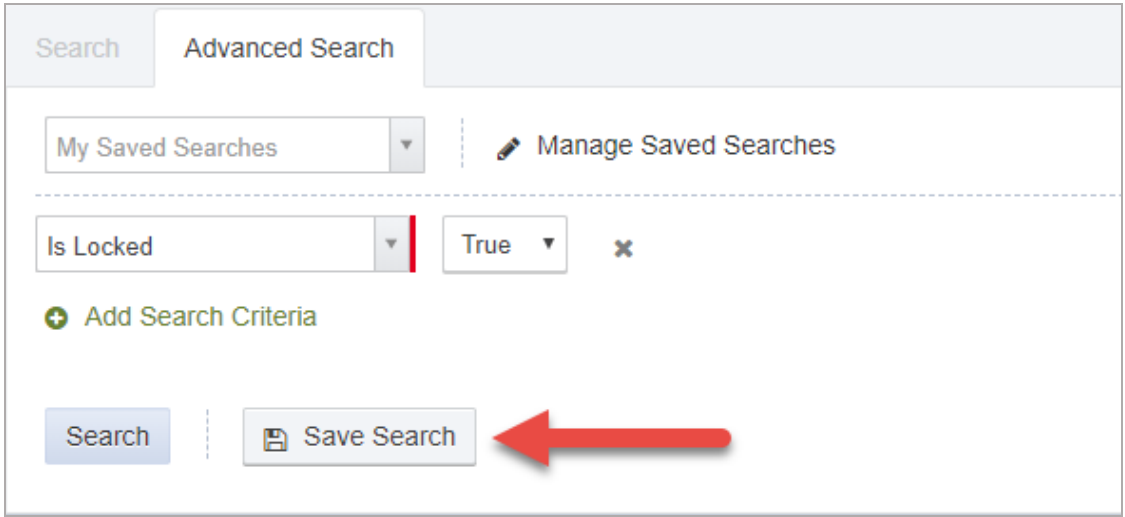 Search Advanced Search
My Saved Searches Manage Saved Searches
Is Locked True
Add Search Criteria
Search Save Search